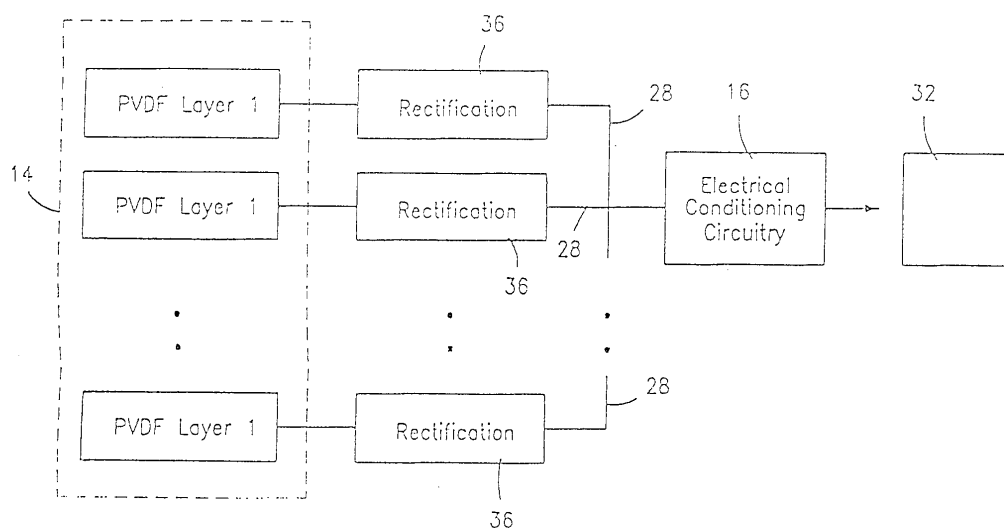 36
PVDF Layer 1
Rectification
28
16
32
14
PVDF Layer 1
Rectification
28
Electrical
Conditioning
Circuitry
36
PVDF Layer 1
Rectification
28
36